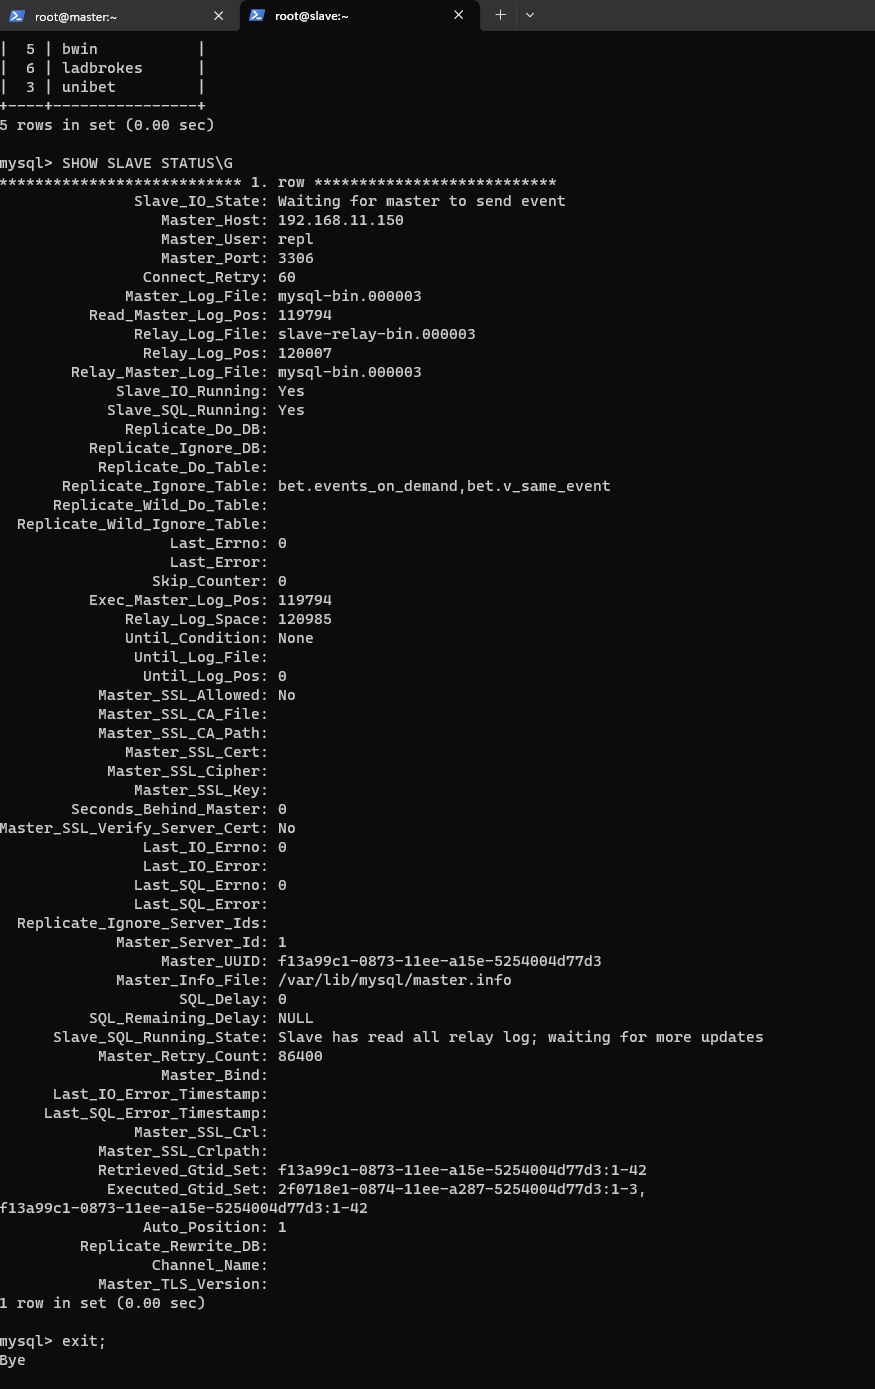 root@master:~ root@slave:~
| 5 | bwin |
| 6 | ladbrokes |
| 3 | unibet |
+----+----------------+
5 rows in set (0.00 sec)
mysql> SHOW SLAVE STATUS\G
*************************** 1. row ***************************
Slave_IO_State: Waiting for master to send event
Master_Host: 192.168.11.150
Master_User: repl
Master_Port: 3306
Connect_Retry: 60
Master_Log_File: mysql-bin.000003
Read_Master_Log_Pos: 119794
Relay_Log_File: slave-relay-bin.000003
Relay_Log_Pos: 120007
Relay_Master_Log_File: mysql-bin.000003
Slave_IO_Running: Yes
Slave_SQL_Running: Yes
Replicate_Do_DB:
Replicate_Ignore_DB:
Replicate_Do_Table:
Replicate_Ignore_Table: bet.events_on_demand,bet.v_same_event
Replicate_Wild_Do_Table:
Replicate_Wild_Ignore_Table:
Last_Errno: 0
Last_Error:
Skip_Counter: 0
Exec_Master_Log_Pos: 119794
Relay_Log_Space: 120985
Until_Condition: None
Until_Log_File:
Until_Log_Pos: 0
Master_SSL_Allowed: No
Master_SSL_CA_File:
Master_SSL_CA_Path:
Master_SSL_Cert:
Master_SSL_Cipher:
Master_SSL_Key:
Seconds_Behind_Master: 0
Master_SSL_Verify_Server_Cert: No
Last_IO_Errno: 0
Last_IO_Error:
Last_SQL_Errno: 0
Last_SQL_Error:
Replicate_Ignore_Server_Ids:
Master_Server_Id: 1
Master_UUID: f13a99c1-0873-11ee-a15e-5254004d77d3
Master_Info_File: /var/lib/mysql/master.info
SQL_Delay: 0
SQL_Remaining_Delay: NULL
Slave_SQL_Running_State: Slave has read all relay log; waiting for more updates
Master_Retry_Count: 86400
Master_Bind:
Last_IO_Error_Timestamp:
Last_SQL_Error_Timestamp:
Master_SSL_Crl:
Master_SSL_Crlpath:
Retrieved_Gtid_Set: f13a99c1-0873-11ee-a15e-5254004d77d3:1-42
Executed_Gtid_Set: 2f0718e1-0874-11ee-a287-5254004d77d3:1-3,
f13a99c1-0873-11ee-a15e-5254004d77d3:1-42
Auto_Position: 1
Replicate_Rewrite_DB:
Channel_Name:
Master_TLS_Version:
1 row in set (0.00 sec)
mysql> exit;
Bye